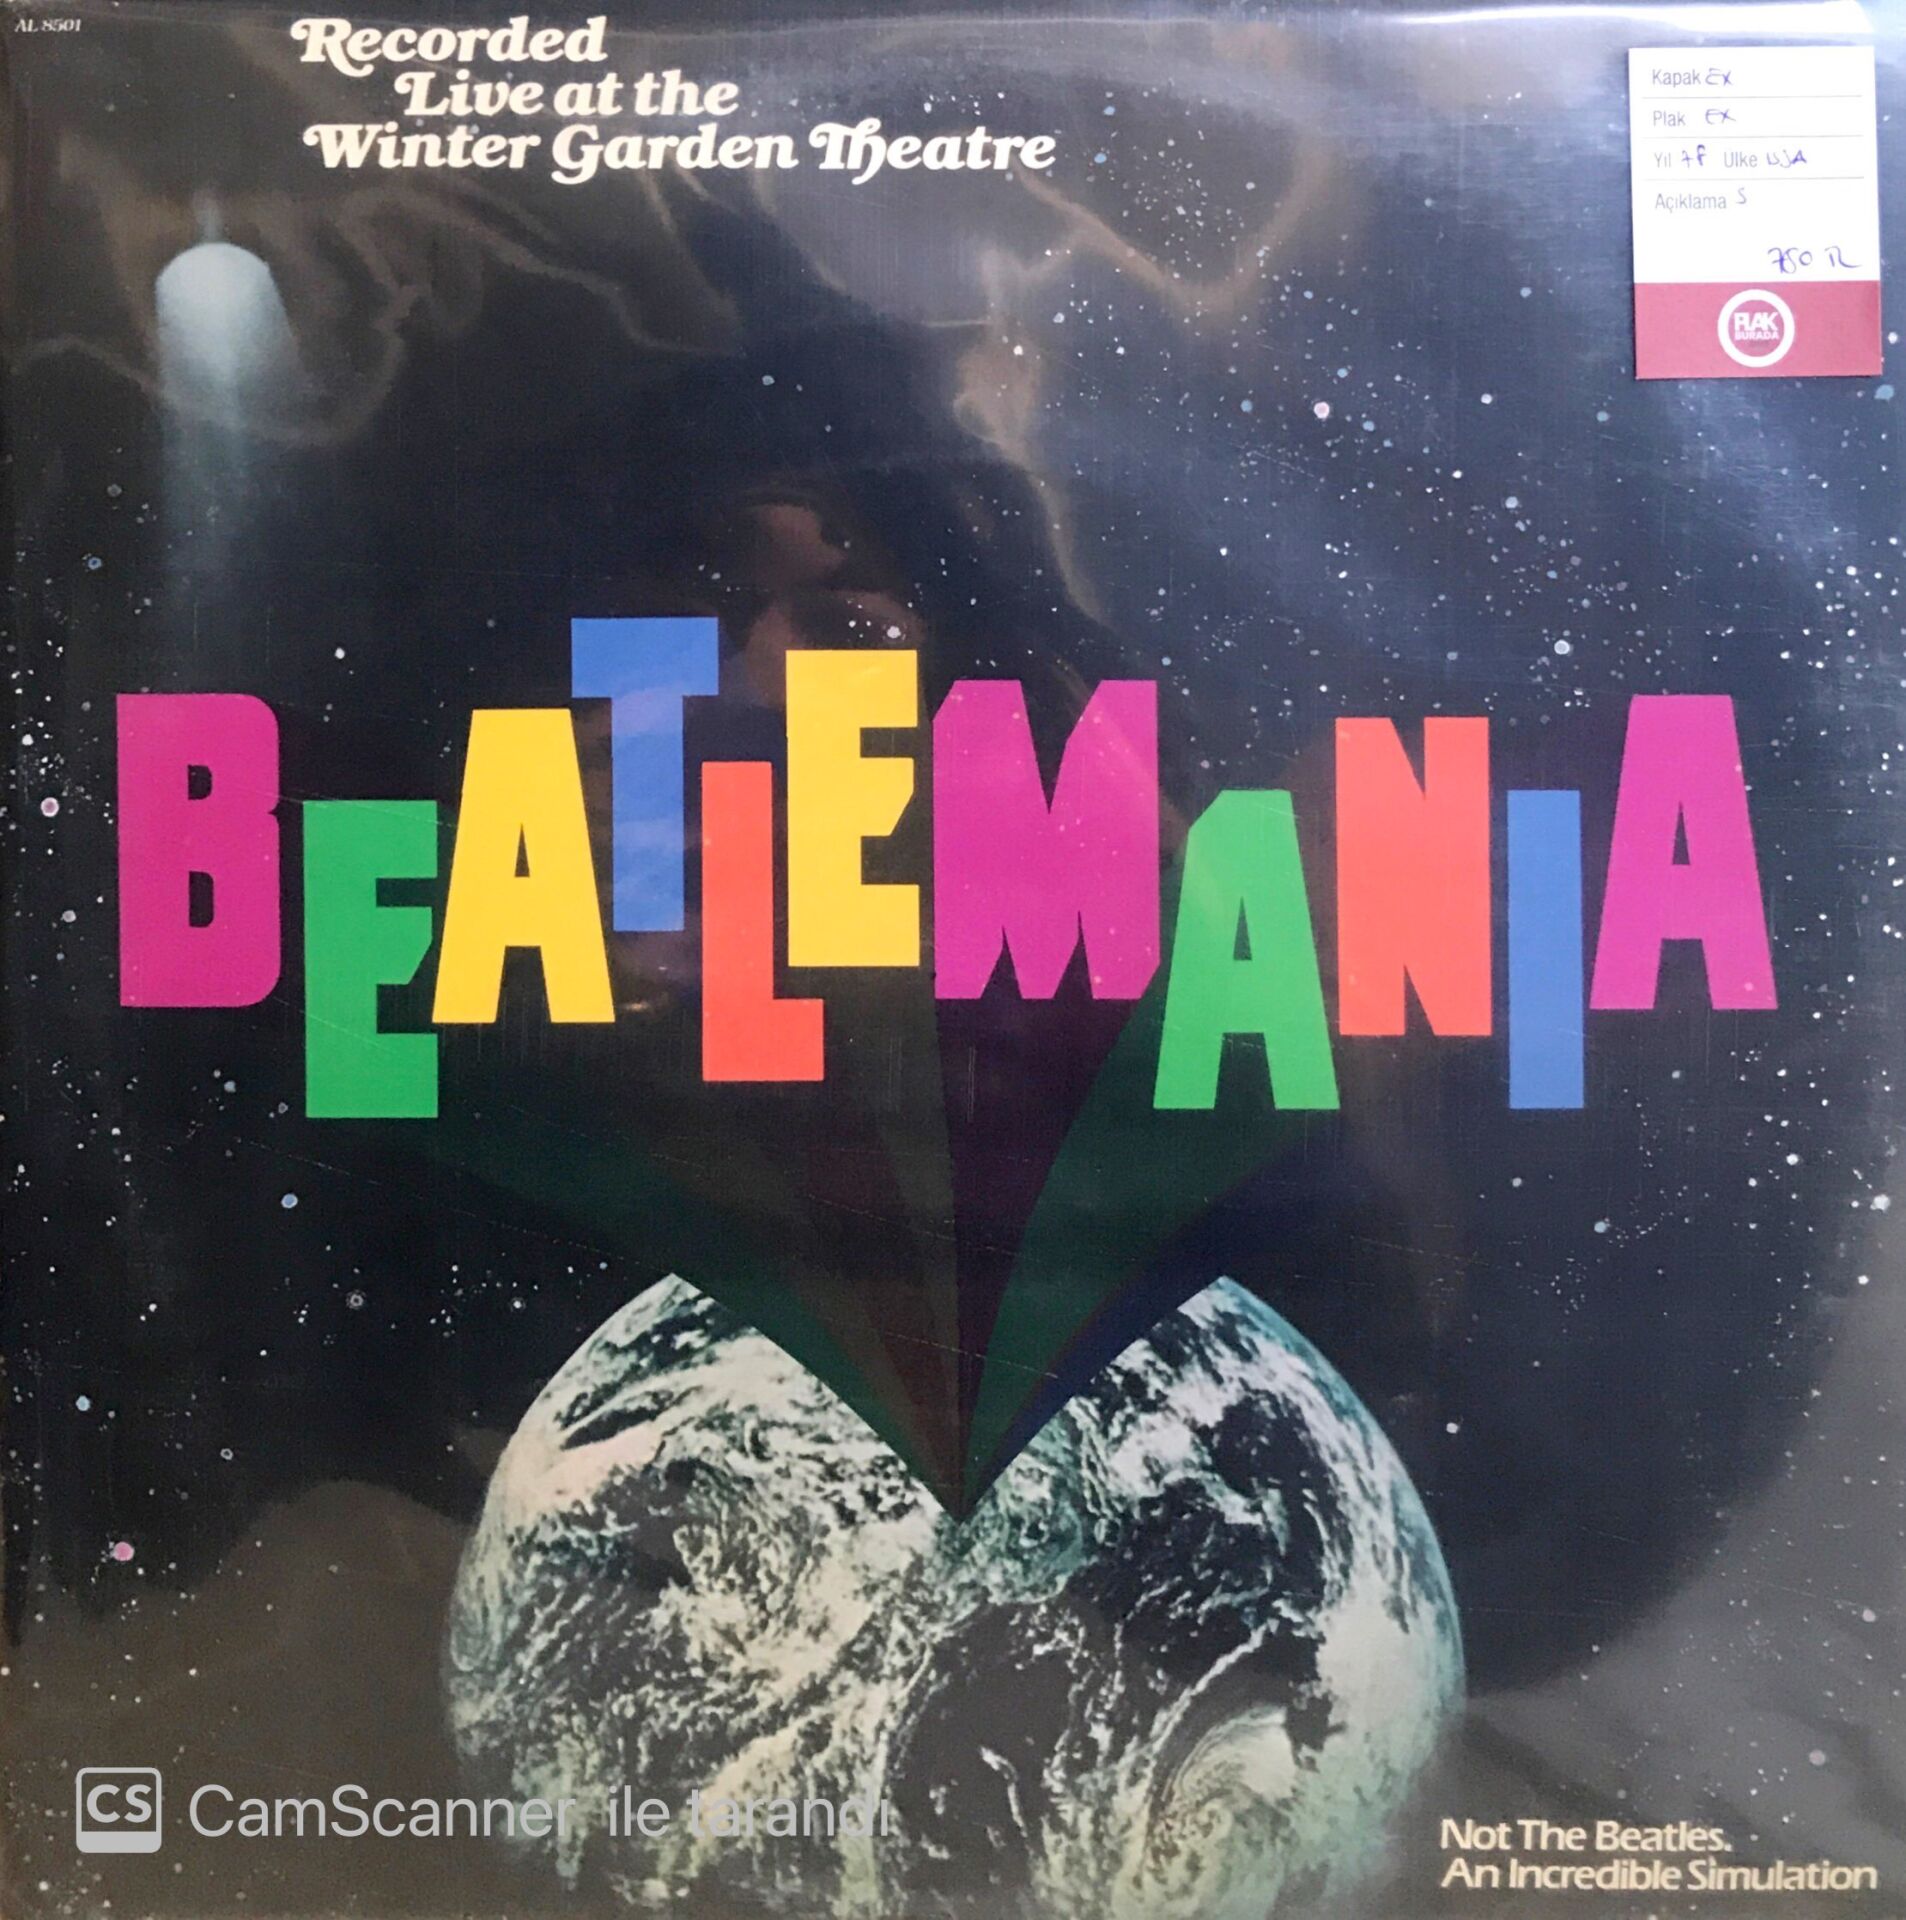 AL 8501
Recorded
Live at the
Winter Garden Theatre
Kapak Ex
Plak Ex
Yıl 78 Ülke USA
Açıklama S
750 TL
PLAK
BURADA
BEATLEMANIA
CS CamScanner ile tarandı
Not The Beatles.
An Incredible Simulation